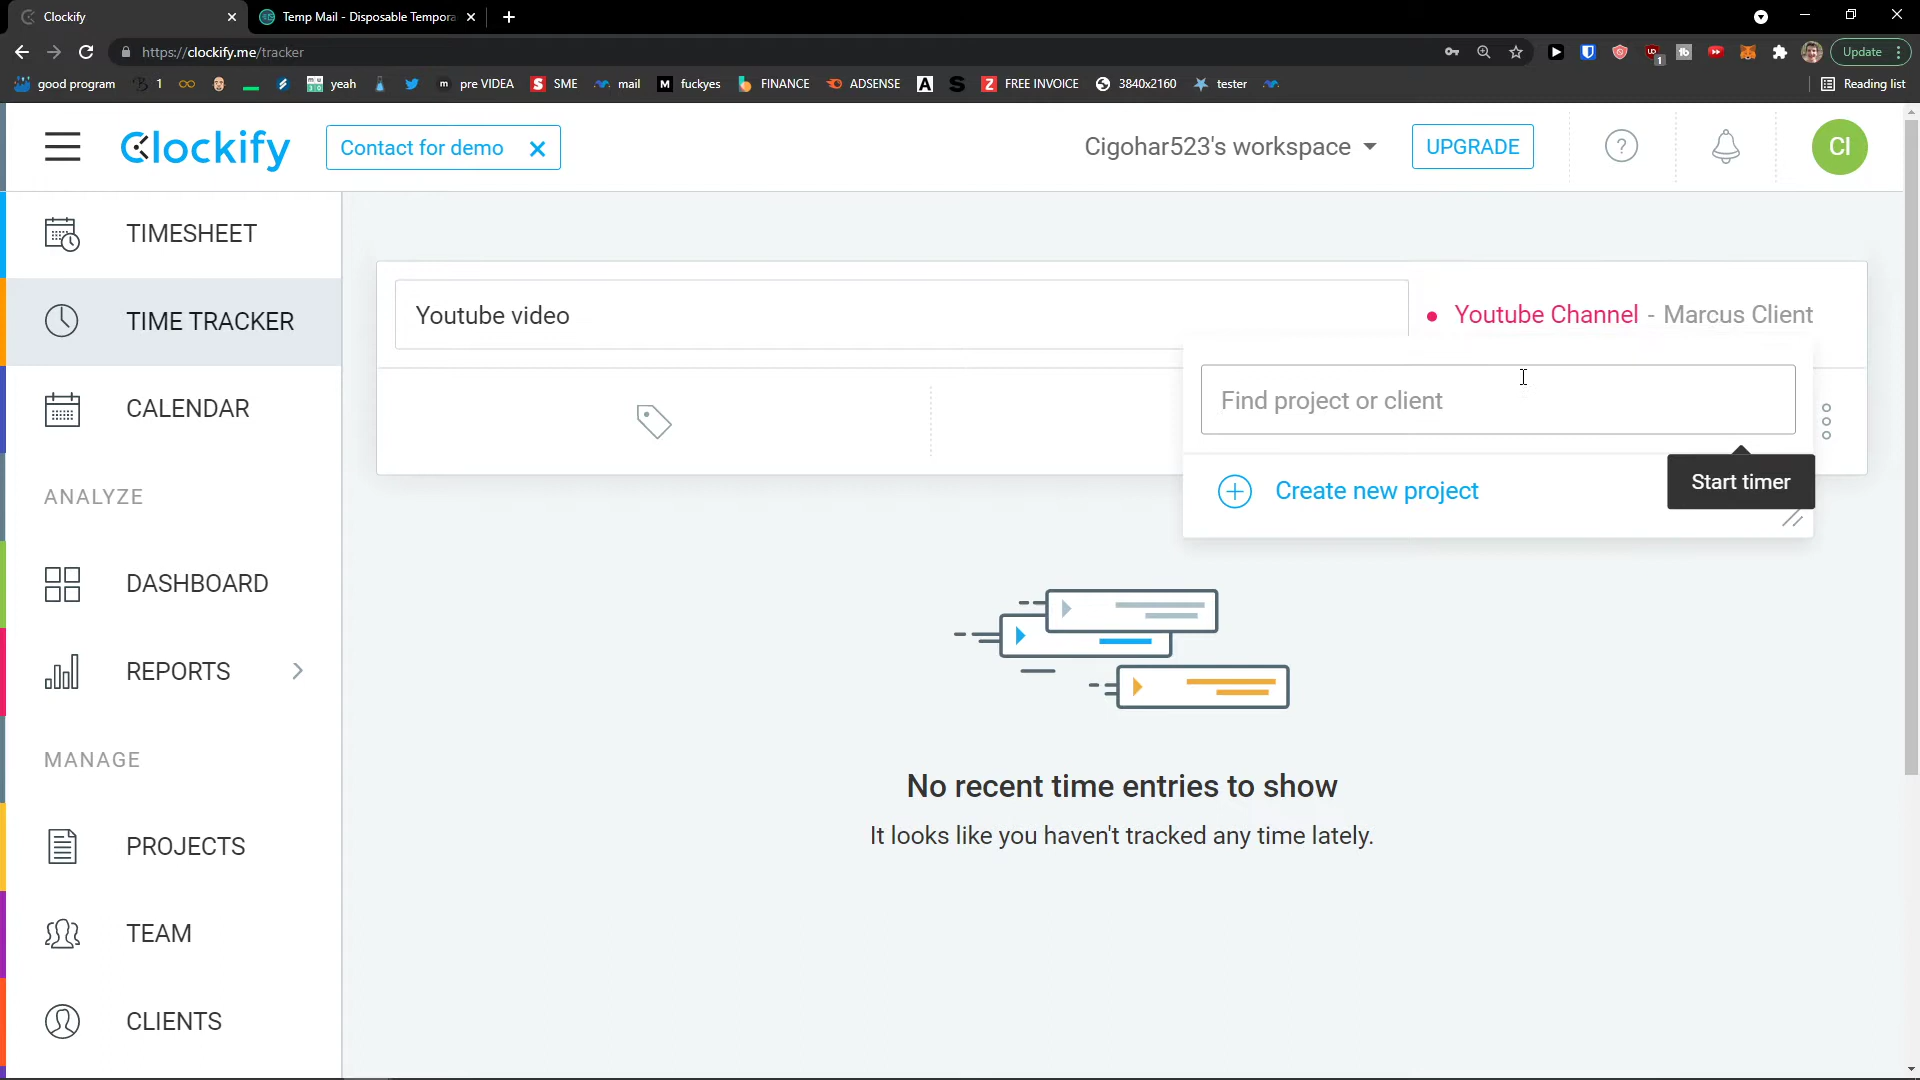 Clockify
Temp Mail - Disposable Tempora
https://clockify.me/tracker
Update
good program
1
yeah
pre VIDEA
SME
mail
fuckyes
FINANCE
ADSENSE
FREE INVOICE
3840x2160
tester
Reading list
Clockify
Contact for demo
Cigohar523's workspace
UPGRADE
CI
TIMESHEET
TIME TRACKER
CALENDAR
ANALYZE
DASHBOARD
REPORTS
MANAGE
PROJECTS
TEAM
CLIENTS
Youtube video
Youtube Channel - Marcus Client
Find project or client
Create new project
Start timer
No recent time entries to show
It looks like you haven't tracked any time lately.